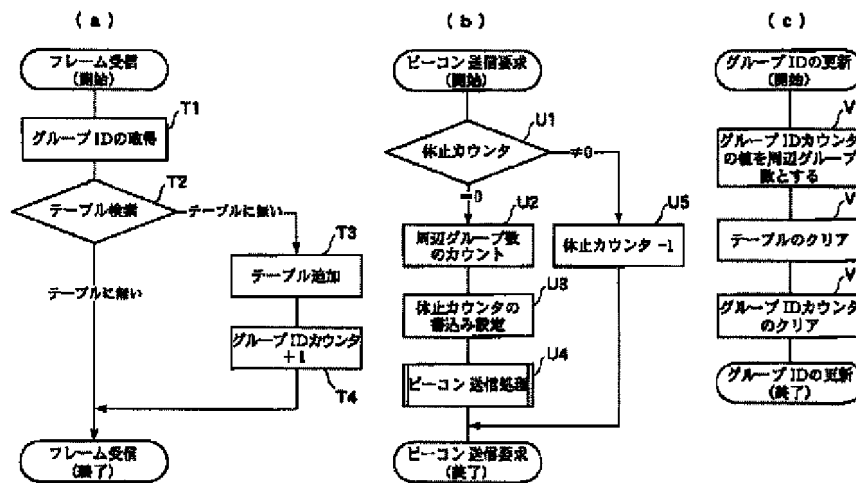 (a)
フレーム受信
(開始)
T1
グループIDの取得
T2
テーブル検索
テーブルに無い
T3
テーブル追加
テーブルに無い
グループIDカウンタ
+1
T4
フレーム受信
(終了)
(b)
ビーコン送信要求
(開始)
U1
休止カウンタ
≠0
=0
U2
周辺グループ数
のカウント
U5
休止カウンタ-1
U3
休止カウンタの
書込み設定
U4
ビーコン送信処理
ビーコン送信要求
(終了)
(c)
グループIDの更新
(開始)
V
グループIDカウンタ
の値を周辺グループ
数とする
V
テーブルのクリア
V
グループIDカウンタ
のクリア
グループIDの更新
(終了)